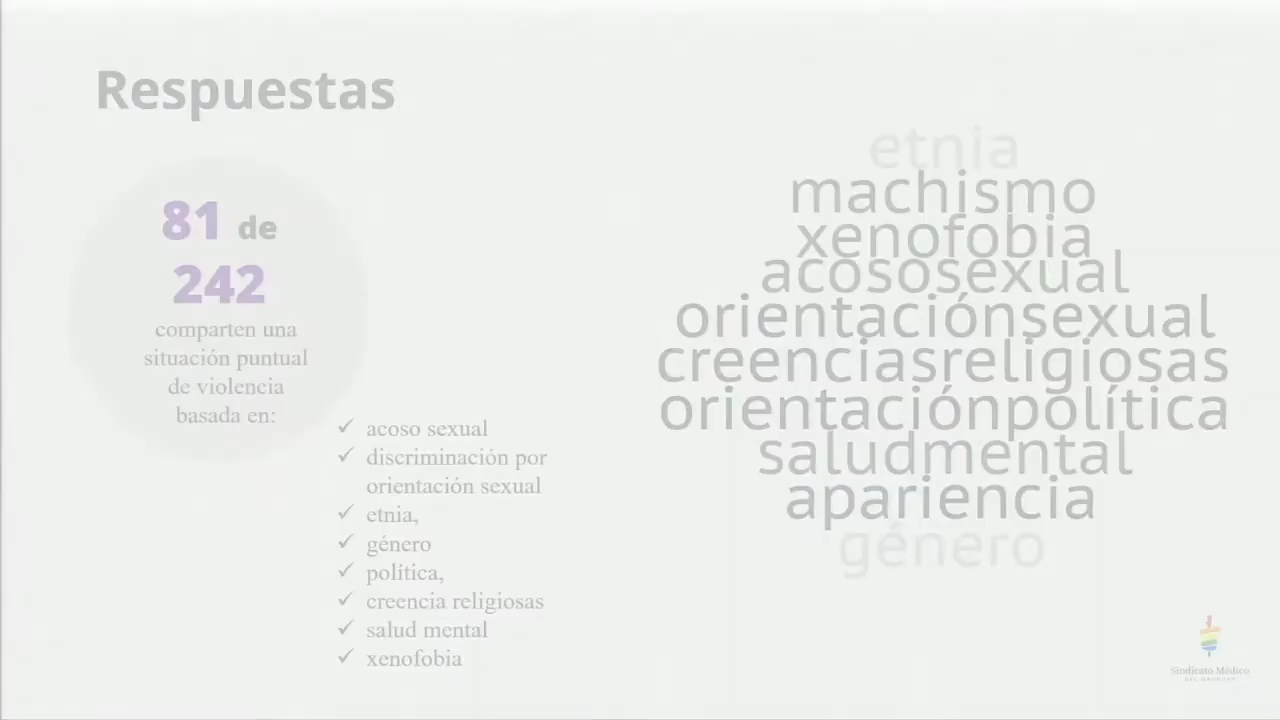 Respuestas
81 de
242
comparten una
situación puntual
de violencia
basada en:
✓ acoso sexual
✓ discriminación por
orientación sexual
✓ etnia,
✓ género
✓ política,
✓ creencia religiosas
✓ salud mental
✓ xenofobia
etnia
machismo
xenofobia
acososexual
orientaciónsexual
creenciasreligiosas
orientaciónpolítica
saludmental
apariencia
género
Sindicato Médico
DEL URUGUAY